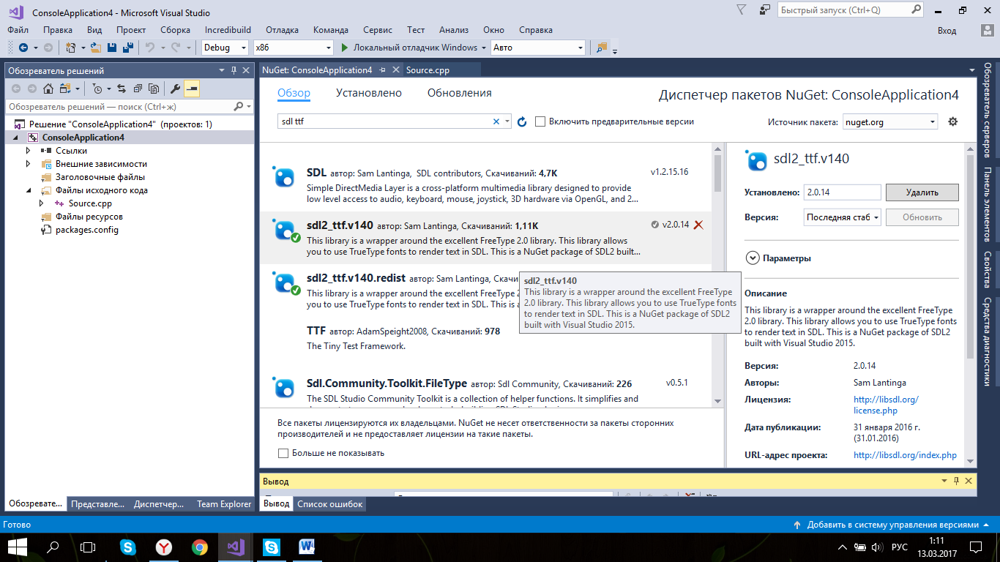 ConsoleApplication4 - Microsoft Visual Studio
Быстрый запуск (Ctrl+Q)
Файл Правка Вид Проект Сборка Incredibuild Отладка Команда Сервис Тест Анализ Окно Справка Вход
Debug x86 Локальный отладчик Windows Авто
Обозреватель решений
Обозреватель решений — поиск (Ctrl+ж)
Решение "ConsoleApplication4" (проектов: 1)
ConsoleApplication4
Ссылки
Внешние зависимости
Заголовочные файлы
Файлы исходного кода
Source.cpp
Файлы ресурсов
packages.config
Обозревате... Представле... Диспетчер... Team Explorer
NuGet: ConsoleApplication4 Source.cpp
Обзор Установлено Обновления
Диспетчер пакетов NuGet: ConsoleApplication4
sdl ttf
Включить предварительные версии
Источник пакета: nuget.org
SDL автор: Sam Lantinga, SDL contributors, Скачиваний: 4,7K v1.2.15.16
Simple DirectMedia Layer is a cross-platform multimedia library designed to provide
low level access to audio, keyboard, mouse, joystick, 3D hardware via OpenGL, and 2...
sdl2_ttf.v140 автор: Sam Lantinga, Скачиваний: 1,11K v2.0.14
This library is a wrapper around the excellent FreeType 2.0 library. This library allows
you to use TrueType fonts to render text in SDL. This is a NuGet package of SDL2 built...
sdl2_ttf.v140.redist автор: Sam Lantinga,
This library is a wrapper around the excellent
you to use TrueType fonts to render text in SDL. This is a
TTF автор: AdamSpeight2008, Скачиваний: 978
The Tiny Test Framework.
Sdl.Community.Toolkit.FileType автор: Sdl Community, Скачиваний: 226 v0.5.1
The SDL Studio Community Toolkit is a collection of helper functions. It simplifies and
sdl2_ttf.v140
This library is a wrapper around the excellent FreeType
2.0 library. This library allows you to use TrueType fonts
to render text in SDL. This is a NuGet package of SDL2
built with Visual Studio 2015.
Все пакеты лицензируются их владельцами. NuGet не несет ответственности за пакеты сторонних
производителей и не предоставляет лицензии на такие пакеты.
Больше не показывать
sdl2_ttf.v140
Установлено: 2.0.14 Удалить
Версия: Последняя стаб Обновить
Параметры
Описание
This library is a wrapper around the excellent FreeType
2.0 library. This library allows you to use TrueType fonts
to render text in SDL. This is a NuGet package of SDL2
built with Visual Studio 2015.
Версия: 2.0.14
Авторы: Sam Lantinga
Лицензия: http://libsdl.org/
license.php
Дата публикации: 31 января 2016 г.
(31.01.2016)
URL-адрес проекта: http://libsdl.org/index.php
Обозреватель серверов
Панель элементов
Свойства
Средства диагностики
Вывод
Вывод Список ошибок
Готово
Добавить в систему управления версиями
РУС
1:11
13.03.2017